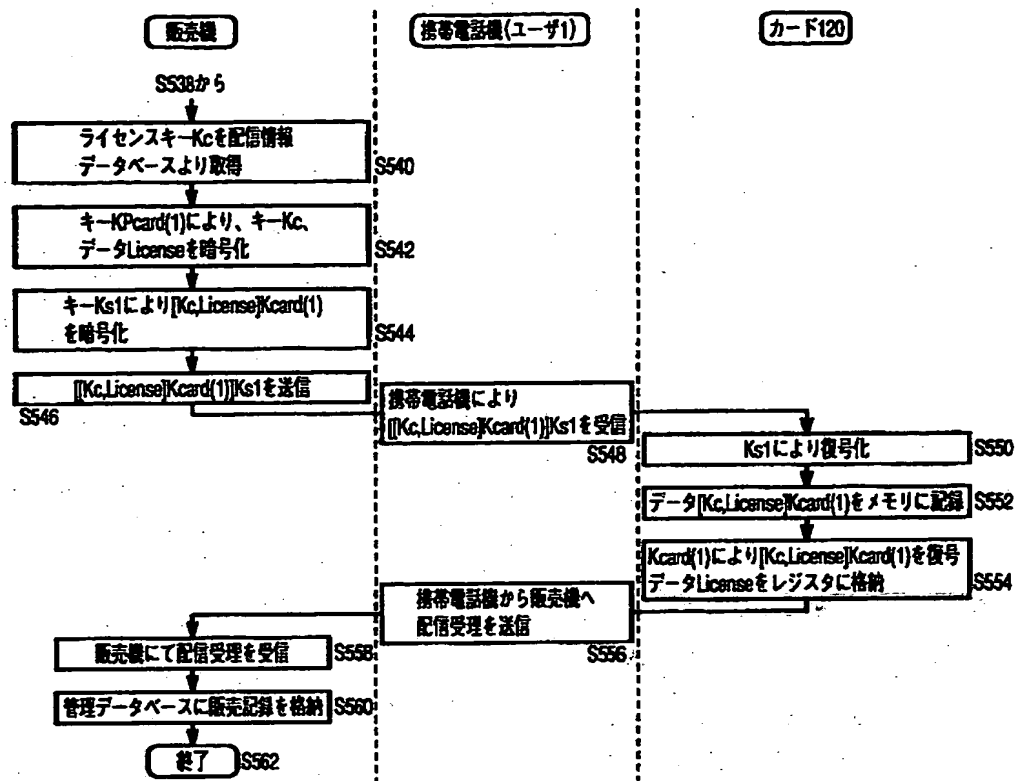 販売機
携帯電話機(ユーザ1)
カード120
S538から
ライセンスキーKcを配信情報
データベースより取得
S540
キーKPcard(1)により、キーKc、
データLicenseを暗号化
S542
キーKs1により[Kc,License]Kcard(1)
を暗号化
S544
[[Kc,License]Kcard(1)]Ks1を送信
S546
携帯電話機により
[[Kc,License]Kcard(1)]Ks1を受信
S548
Ks1により復号化
S550
データ[Kc,License]Kcard(1)をメモリに記録
S552
Kcard(1)により[Kc,License]Kcard(1)を復号
データLicenseをレジスタに格納
S554
携帯電話機から販売機へ
配信受理を送信
S556
販売機にて配信受理を受信
S558
管理データベースに販売記録を格納
S560
終了
S562